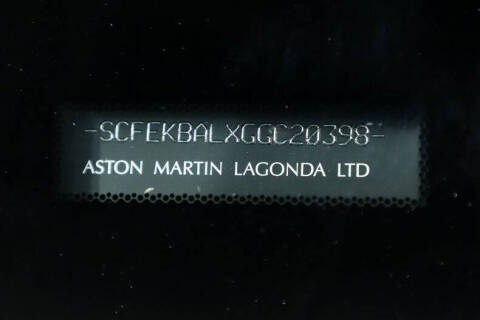 -SCFEKBALXGGC20398-
ASTON MARTIN LAGONDA LTD